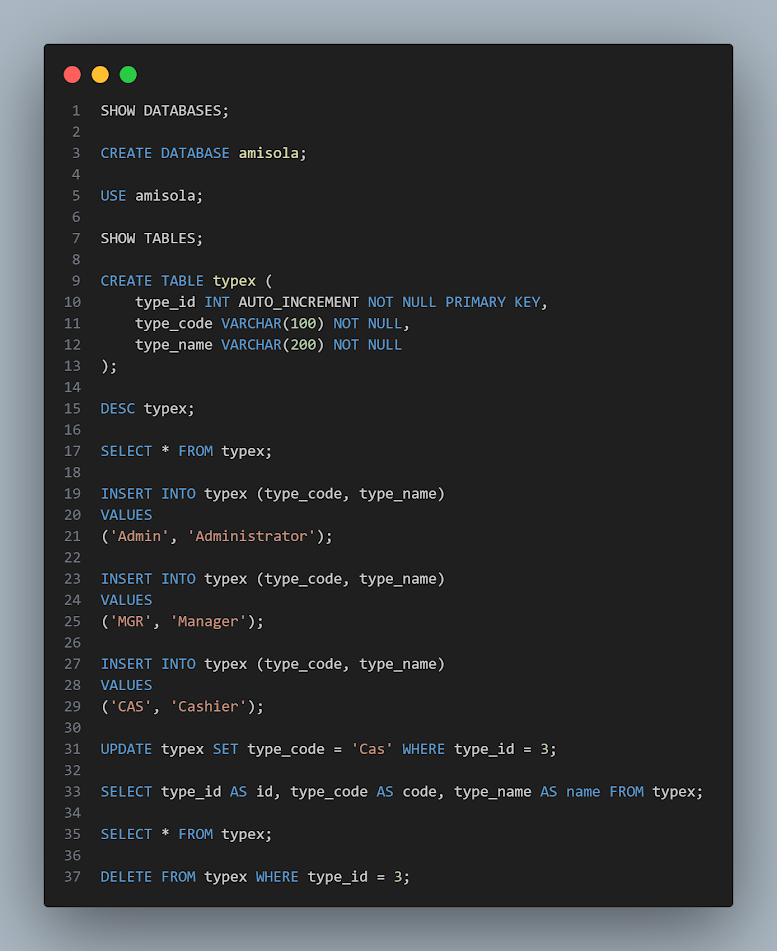 1 SHOW DATABASES;
2
3 CREATE DATABASE amisola;
4
5 USE amisola;
6
7 SHOW TABLES;
8
9 CREATE TABLE typex (
10     type_id INT AUTO_INCREMENT NOT NULL PRIMARY KEY,
11     type_code VARCHAR(100) NOT NULL,
12     type_name VARCHAR(200) NOT NULL
13 );
14
15 DESC typex;
16
17 SELECT * FROM typex;
18
19 INSERT INTO typex (type_code, type_name)
20 VALUES
21 ('Admin', 'Administrator');
22
23 INSERT INTO typex (type_code, type_name)
24 VALUES
25 ('MGR', 'Manager');
26
27 INSERT INTO typex (type_code, type_name)
28 VALUES
29 ('CAS', 'Cashier');
30
31 UPDATE typex SET type_code = 'Cas' WHERE type_id = 3;
32
33 SELECT type_id AS id, type_code AS code, type_name AS name FROM typex;
34
35 SELECT * FROM typex;
36
37 DELETE FROM typex WHERE type_id = 3;